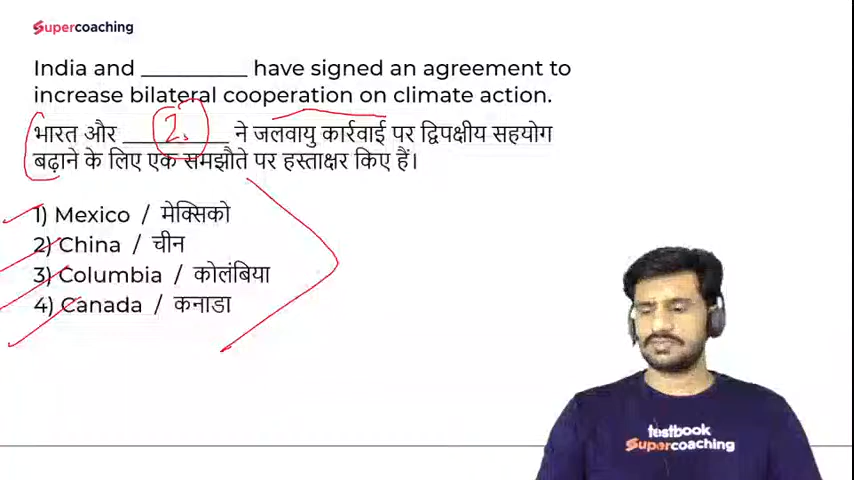 Supercoaching
India and __________ have signed an agreement to
increase bilateral cooperation on climate action.
भारत और __________ ने जलवायु कार्रवाई पर द्विपक्षीय सहयोग
2.
बढ़ाने के लिए एक समझौते पर हस्ताक्षर किए हैं।
1) Mexico / मेक्सिको
2) China / चीन
3) Columbia / कोलंबिया
4) Canada / कनाडा
testbook
Supercoaching